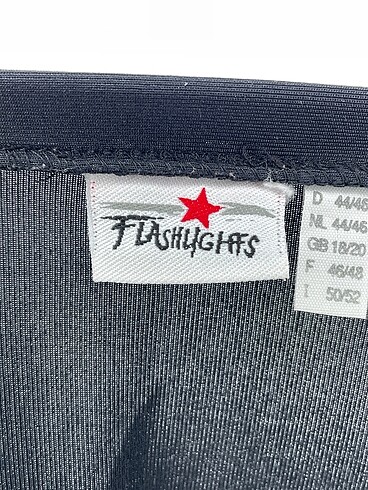 FLASHLIGHTS
D 44/46
NL 44/46
GB 18/20
F 46/48
I 50/52